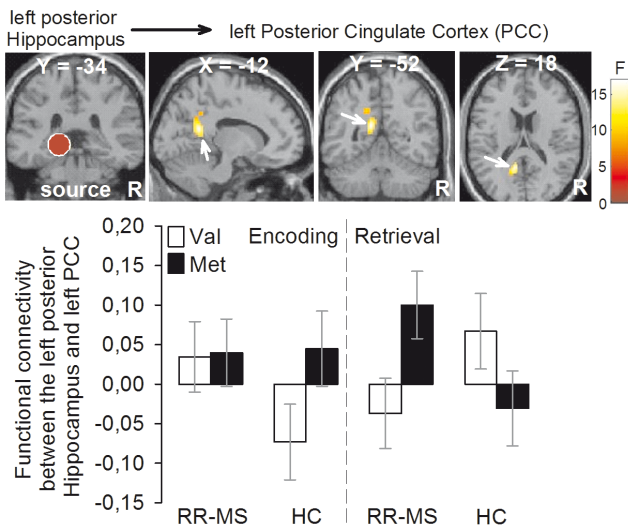 left posterior
Hippocampus
left Posterior Cingulate Cortex (PCC)
Y = -34
X = -12
Y = -52
Z = 18
F
15
10
5
0
source
R
R
R
0,20
0,15
0,10
0,05
0,00
-0,05
-0,10
-0,15
Functional connectivity
between the left posterior
Hippocampus and left PCC
Val
Met
Encoding
Retrieval
RR-MS
HC
RR-MS
HC